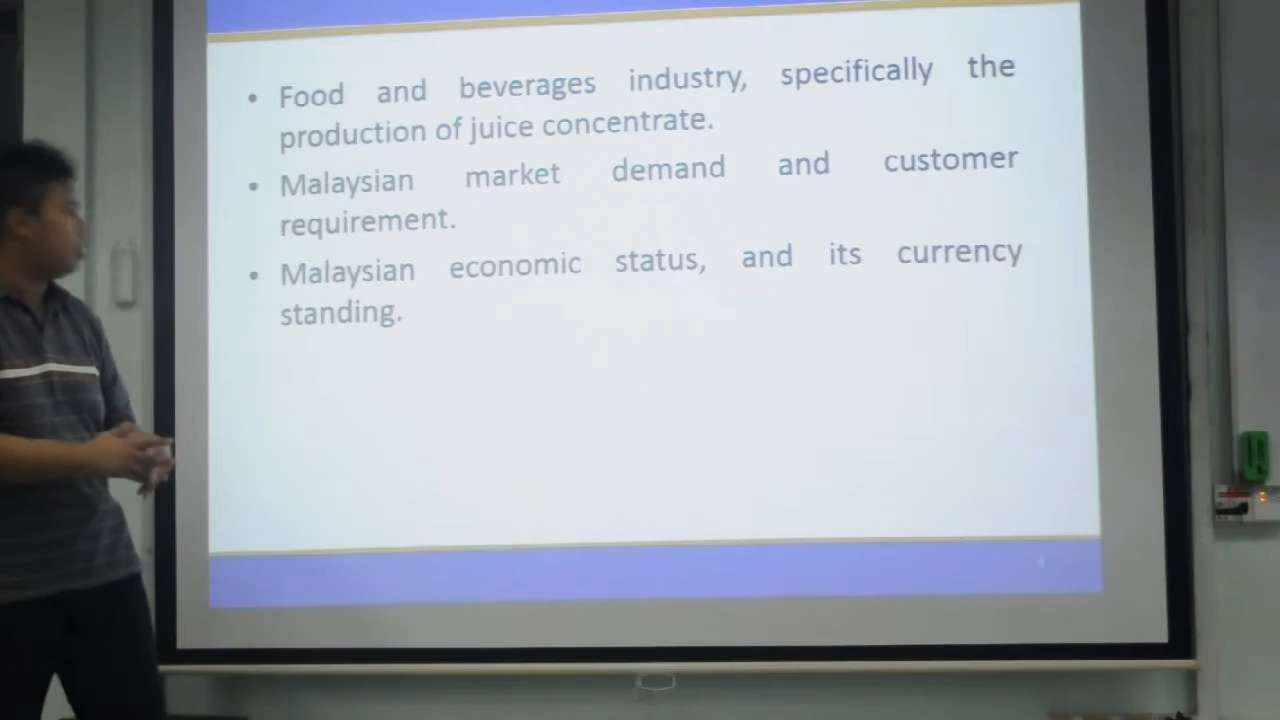 • Food and beverages industry, specifically the
production of juice concentrate.
• Malaysian market demand and customer
requirement.
• Malaysian economic status, and its currency
standing.